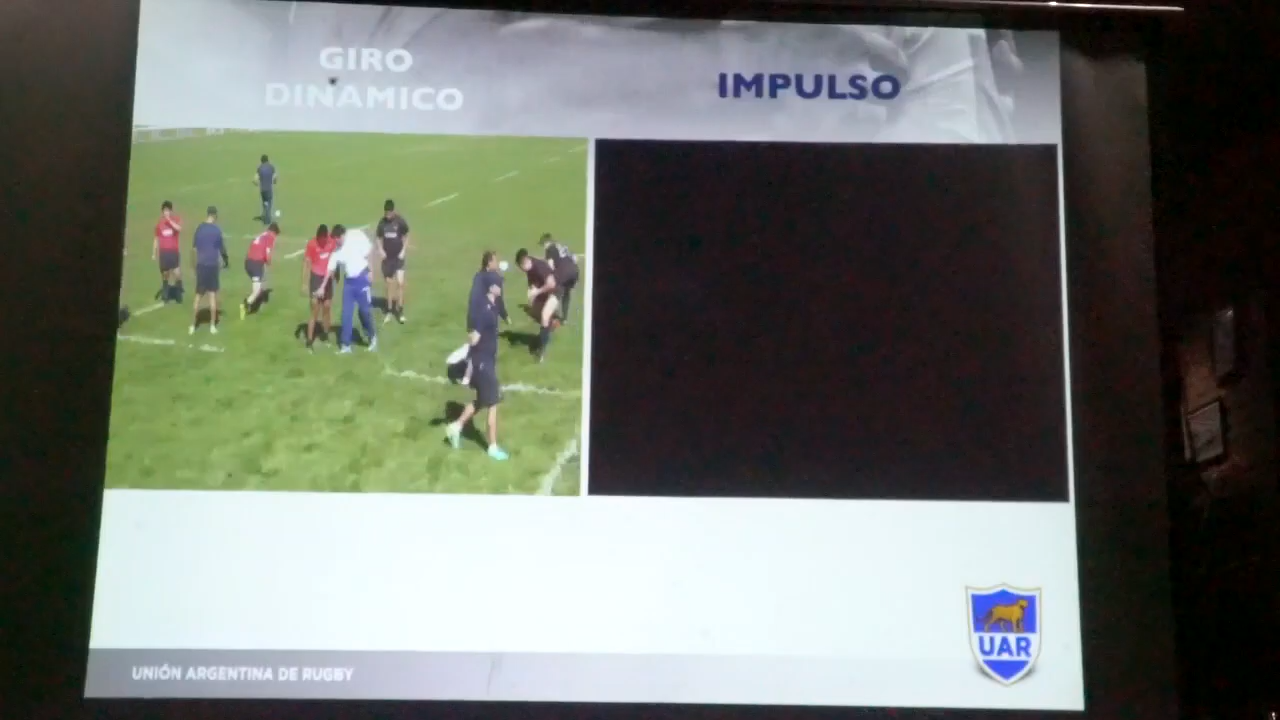 GIRO
DINAMICO
IMPULSO
UAR
UNIÓN ARGENTINA DE RUGBY